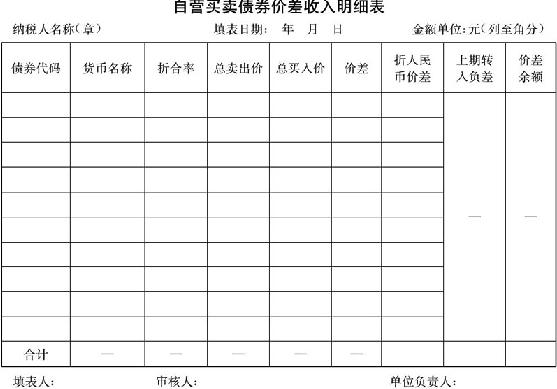 自营买卖债券价差收入明细表
纳税人名称(章) 填表日期: 年 月 日 金额单位:元(列至角分)
债券代码 货币名称 折合率 总卖出价 总买入价 价差 折人民币价差 上期转入负差 价差余额
— —
合计 — — — — —
填表人: 审核人: 单位负责人: